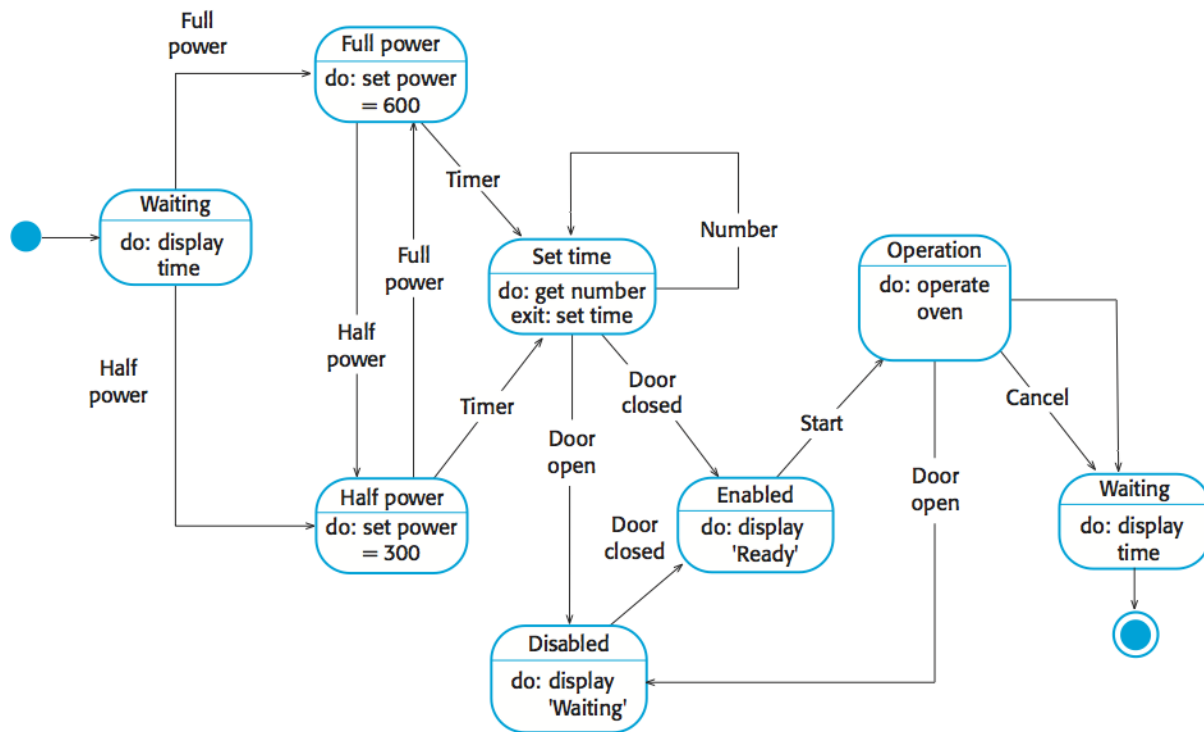 Full
power
Full power
do: set power
= 600
Timer
Waiting
do: display
time
Full
power
Half
power
Half
power
Set time
do: get number
exit: set time
Number
Operation
do: operate
oven
Timer
Door
closed
Door
open
Start
Cancel
Door
open
Half power
do: set power
= 300
Enabled
do: display
'Ready'
Door
closed
Waiting
do: display
time
Disabled
do: display
'Waiting'